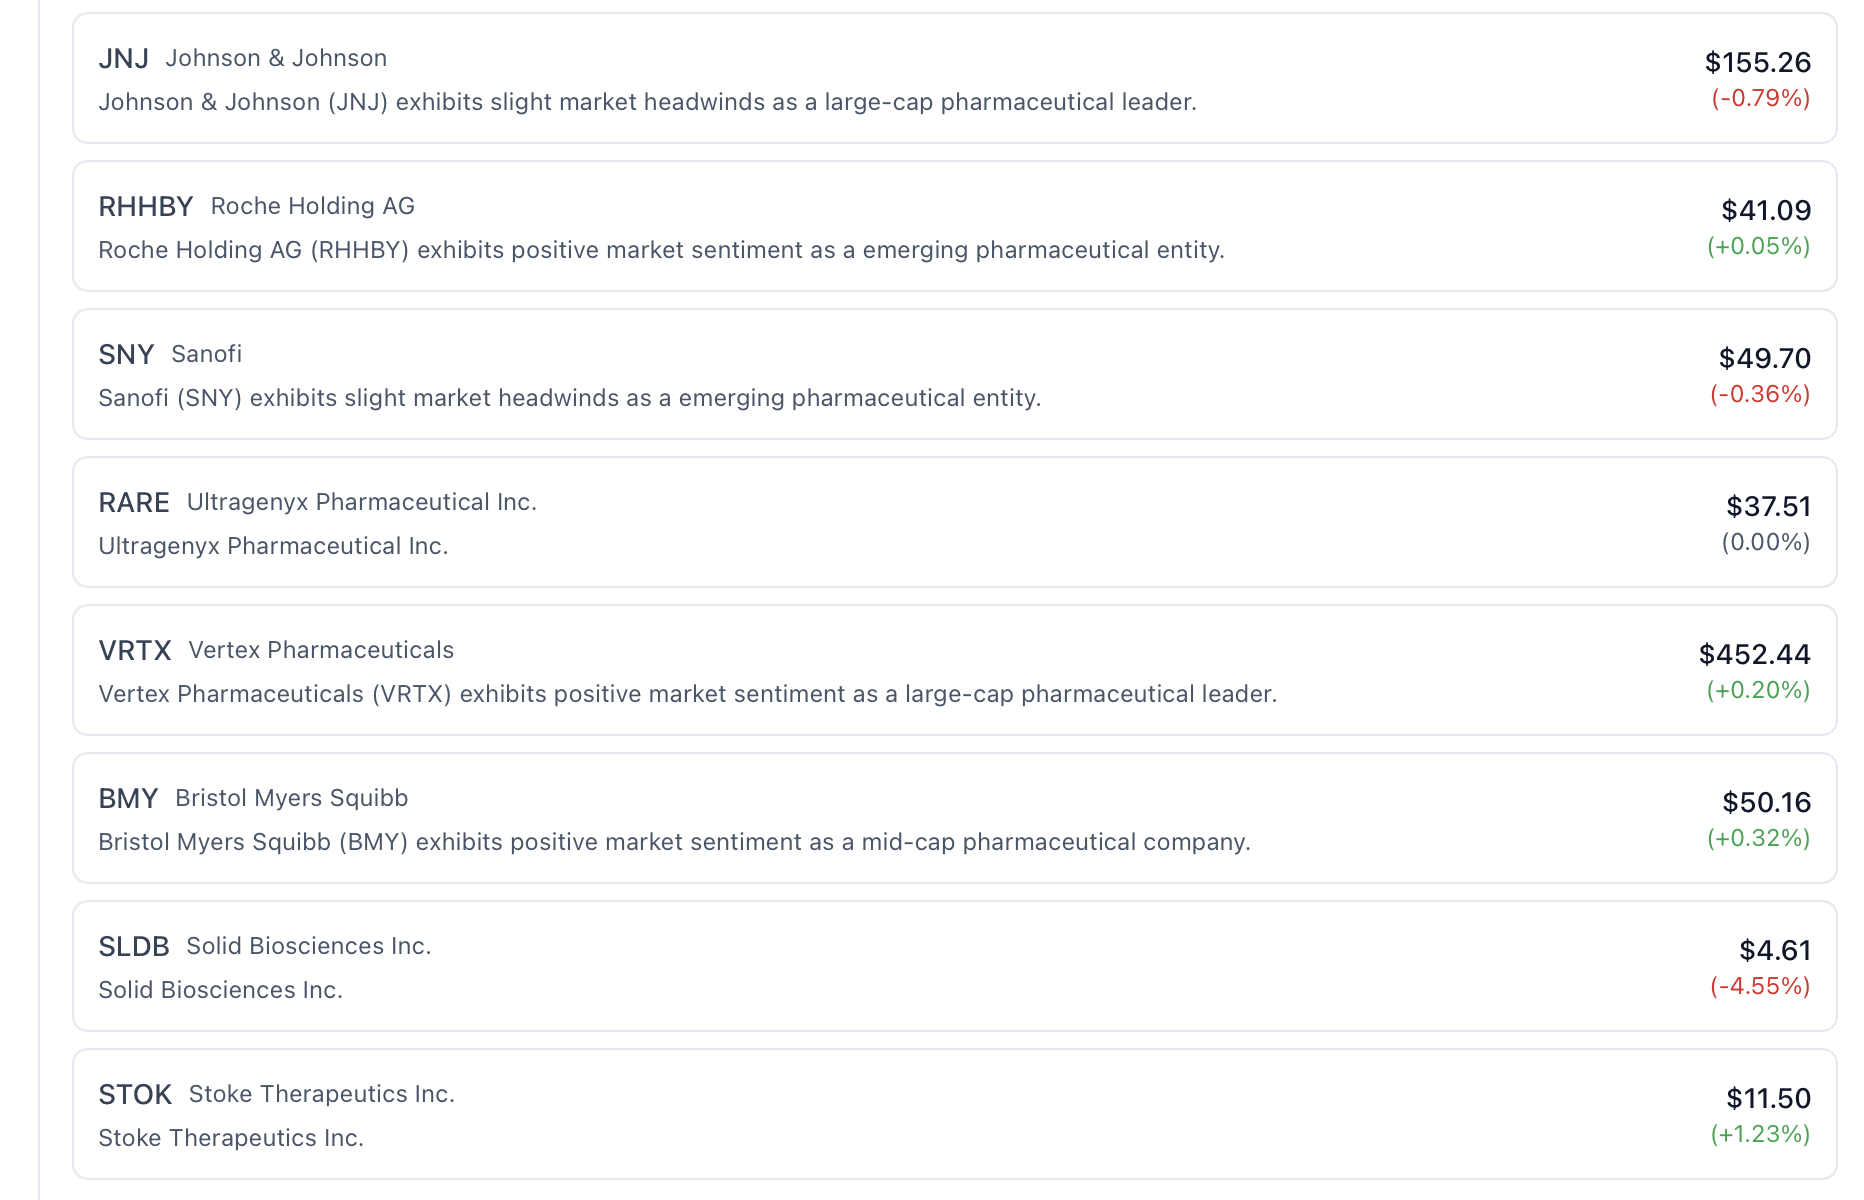 JNJ Johnson & Johnson
Johnson & Johnson (JNJ) exhibits slight market headwinds as a large-cap pharmaceutical leader.
$155.26
(-0.79%)
RHHBY Roche Holding AG
Roche Holding AG (RHHBY) exhibits positive market sentiment as a emerging pharmaceutical entity.
$41.09
(+0.05%)
SNY Sanofi
Sanofi (SNY) exhibits slight market headwinds as a emerging pharmaceutical entity.
$49.70
(-0.36%)
RARE Ultragenyx Pharmaceutical Inc.
Ultragenyx Pharmaceutical Inc.
$37.51
(0.00%)
VRTX Vertex Pharmaceuticals
Vertex Pharmaceuticals (VRTX) exhibits positive market sentiment as a large-cap pharmaceutical leader.
$452.44
(+0.20%)
BMY Bristol Myers Squibb
Bristol Myers Squibb (BMY) exhibits positive market sentiment as a mid-cap pharmaceutical company.
$50.16
(+0.32%)
SLDB Solid Biosciences Inc.
Solid Biosciences Inc.
$4.61
(-4.55%)
STOK Stoke Therapeutics Inc.
Stoke Therapeutics Inc.
$11.50
(+1.23%)